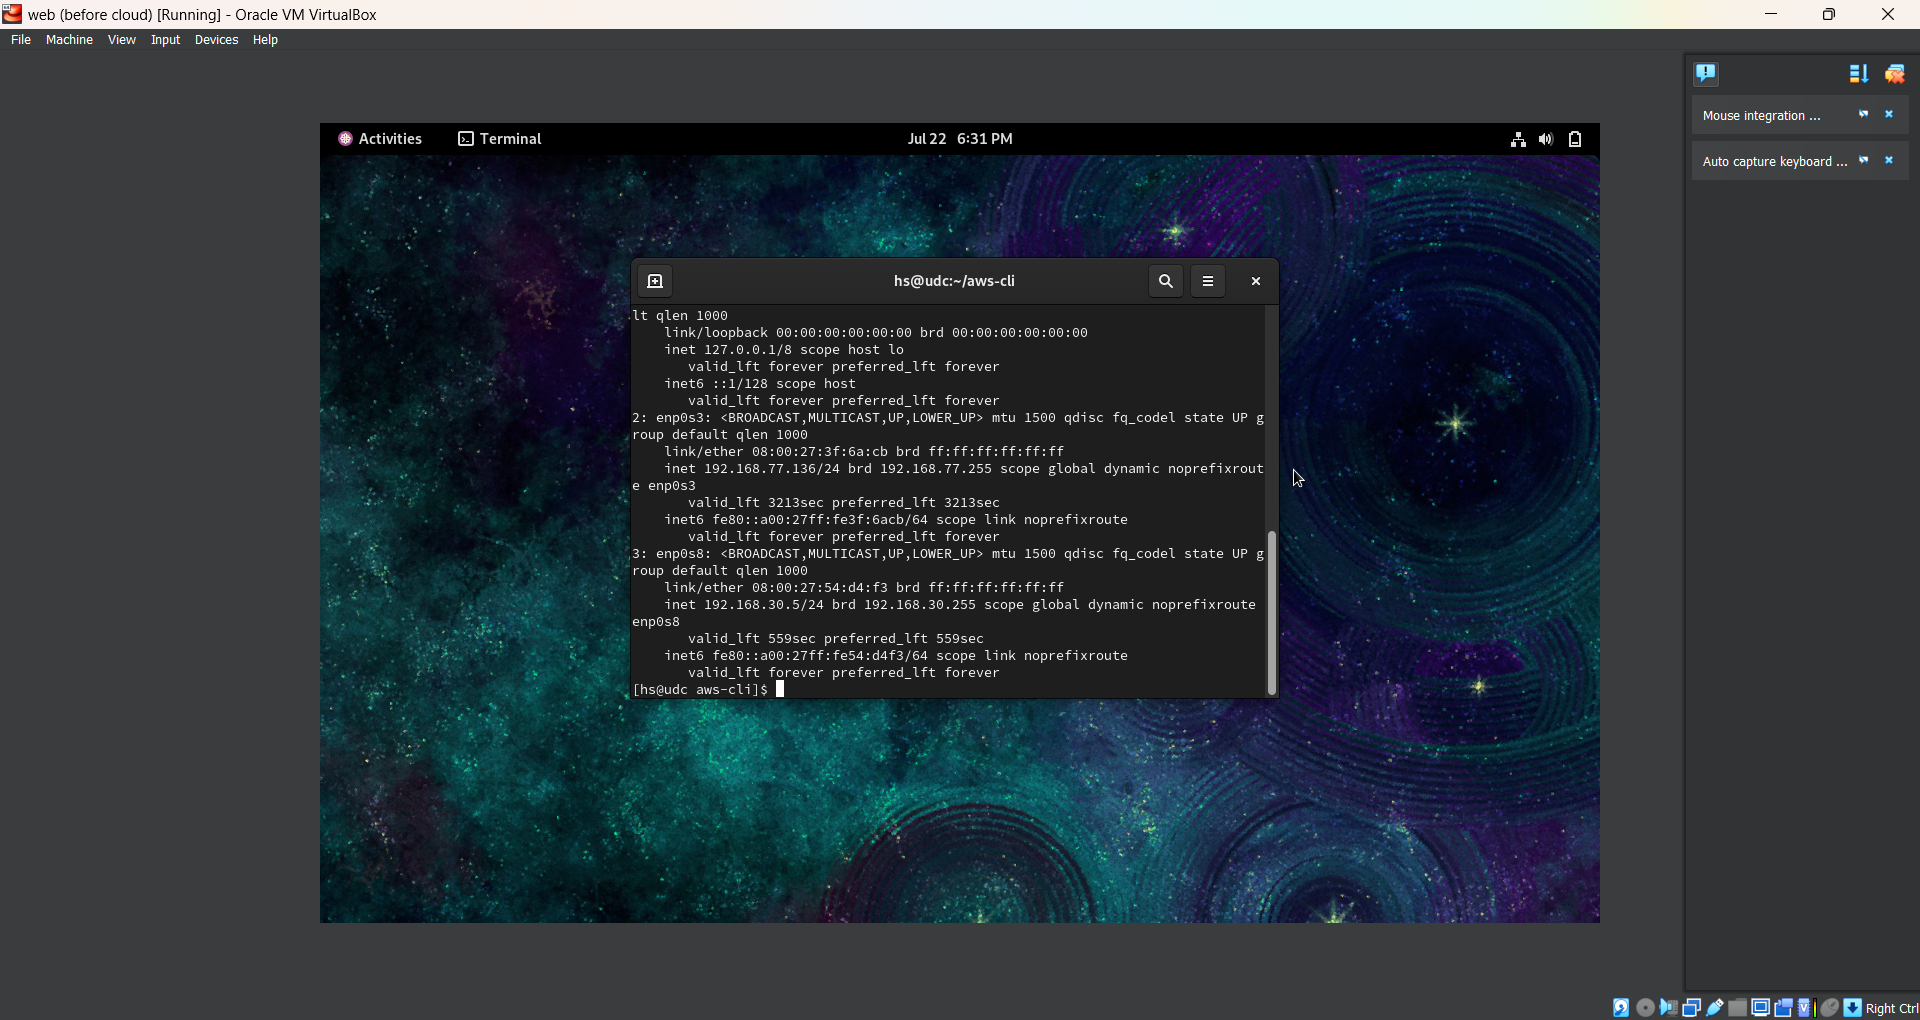 web (before cloud) [Running] - Oracle VM VirtualBox
File Machine View Input Devices Help
Mouse integration ...
Auto capture keyboard ...
Activities Terminal Jul 22 6:31 PM
hs@udc:~/aws-cli
lt qlen 1000
link/loopback 00:00:00:00:00:00 brd 00:00:00:00:00:00
inet 127.0.0.1/8 scope host lo
valid_lft forever preferred_lft forever
inet6 ::1/128 scope host
valid_lft forever preferred_lft forever
2: enp0s3: <BROADCAST,MULTICAST,UP,LOWER_UP> mtu 1500 qdisc fq_codel state UP g
roup default qlen 1000
link/ether 08:00:27:3f:6a:cb brd ff:ff:ff:ff:ff:ff
inet 192.168.77.136/24 brd 192.168.77.255 scope global dynamic noprefixrout
e enp0s3
valid_lft 3213sec preferred_lft 3213sec
inet6 fe80::a00:27ff:fe3f:6acb/64 scope link noprefixroute
valid_lft forever preferred_lft forever
3: enp0s8: <BROADCAST,MULTICAST,UP,LOWER_UP> mtu 1500 qdisc fq_codel state UP g
roup default qlen 1000
link/ether 08:00:27:54:d4:f3 brd ff:ff:ff:ff:ff:ff
inet 192.168.30.5/24 brd 192.168.30.255 scope global dynamic noprefixroute
enp0s8
valid_lft 559sec preferred_lft 559sec
inet6 fe80::a00:27ff:fe54:d4f3/64 scope link noprefixroute
valid_lft forever preferred_lft forever
[hs@udc aws-cli]$
Right Ctrl